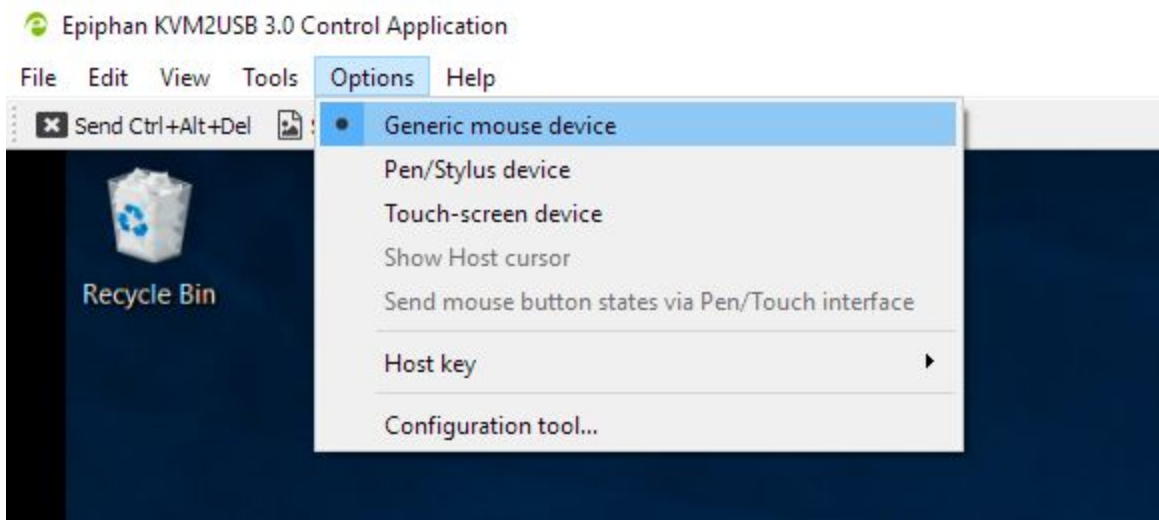 Epiphan KVM2USB 3.0 Control Application
File Edit View Tools Options Help
Send Ctrl+Alt+Del
Generic mouse device
Pen/Stylus device
Touch-screen device
Show Host cursor
Send mouse button states via Pen/Touch interface
Host key
Configuration tool...
Recycle Bin